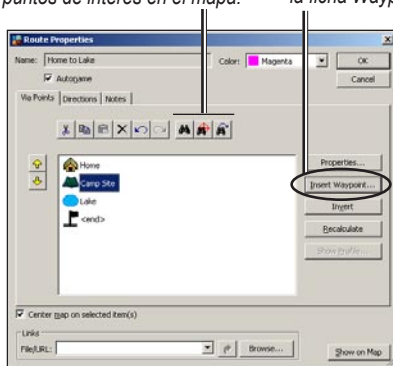 puntos de interés en el mapa.
la ficha Waypo
Route Properties
Name: Home to Lake Color: Magenta OK
Autoname Cancel
Via Points Directions Notes
Home Properties...
Camp Site Insert Waypoint...
Lake Invert
<end> Recalculate
Show Profile...
Center map on selected item(s)
Links
File/URL: Browse... Show on Map